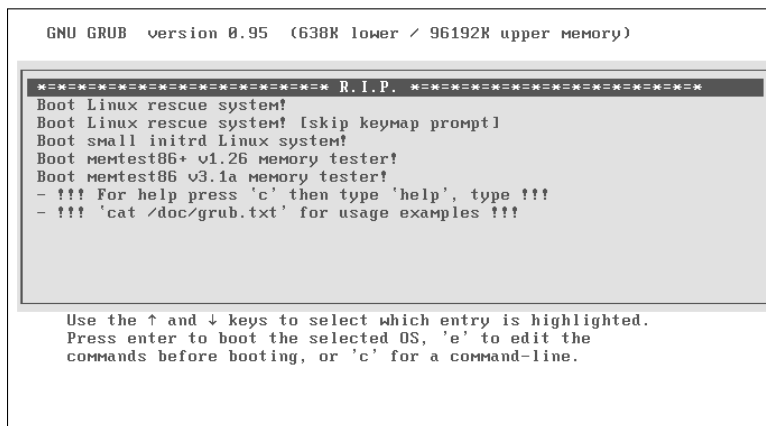 GNU GRUB  version 0.95  (638K lower / 96192K upper memory)
*=*=*=*=*=*=*=*=*=*=*=*=*=*=* R.I.P. *=*=*=*=*=*=*=*=*=*=*=*=*=*=*
Boot Linux rescue system!
Boot Linux rescue system! [skip keymap prompt]
Boot small initrd Linux system!
Boot memtest86+ v1.26 memory tester!
Boot memtest86 v3.1a memory tester!
- !!! For help press 'c' then type 'help', type !!!
- !!! 'cat /doc/grub.txt' for usage examples !!!
Use the ↑ and ↓ keys to select which entry is highlighted.
Press enter to boot the selected OS, 'e' to edit the
commands before booting, or 'c' for a command-line.